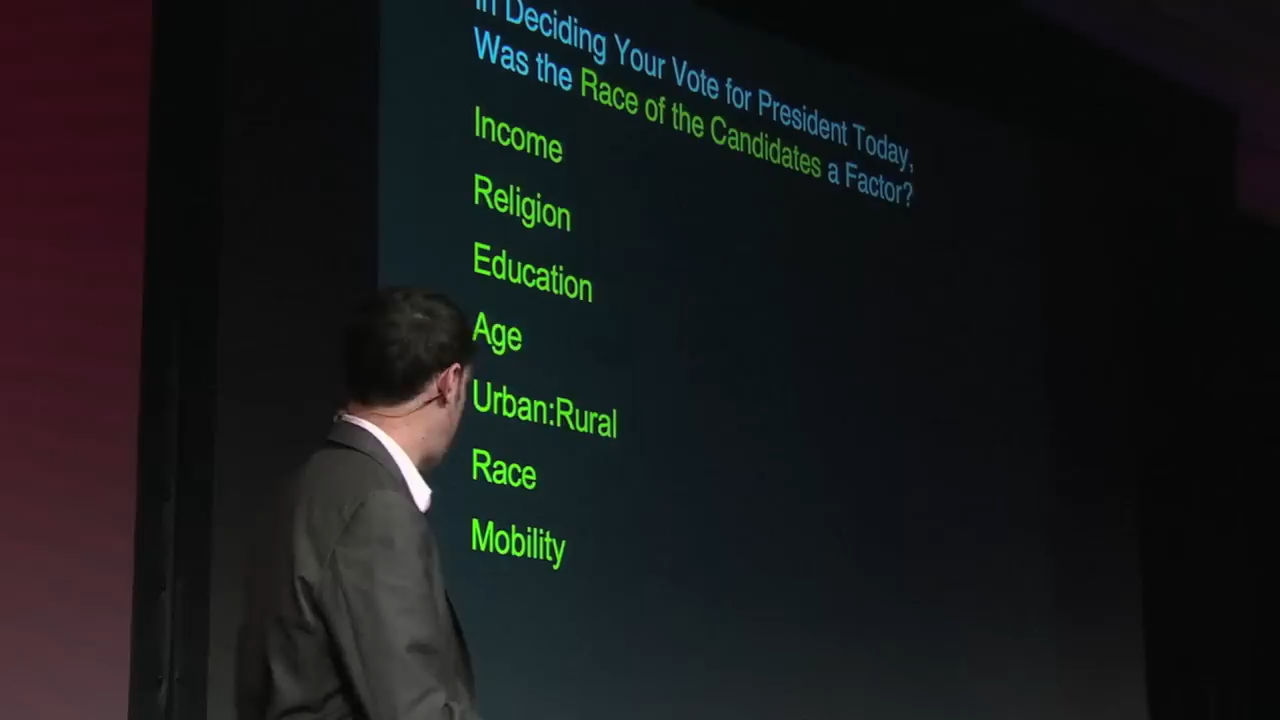 In Deciding Your Vote for President Today,
Was the Race of the Candidates a Factor?
Income
Religion
Education
Age
Urban:Rural
Race
Mobility